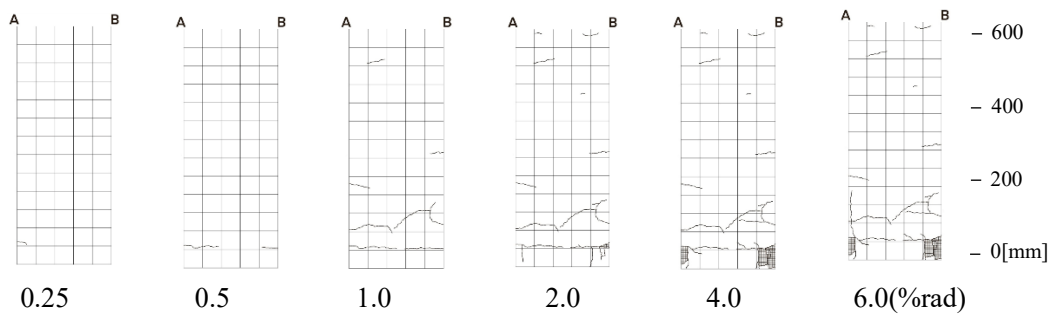 A B A B A B A B A B A B
– 600
– 400
– 200
– 0[mm]
0.25 0.5 1.0 2.0 4.0 6.0(%rad)